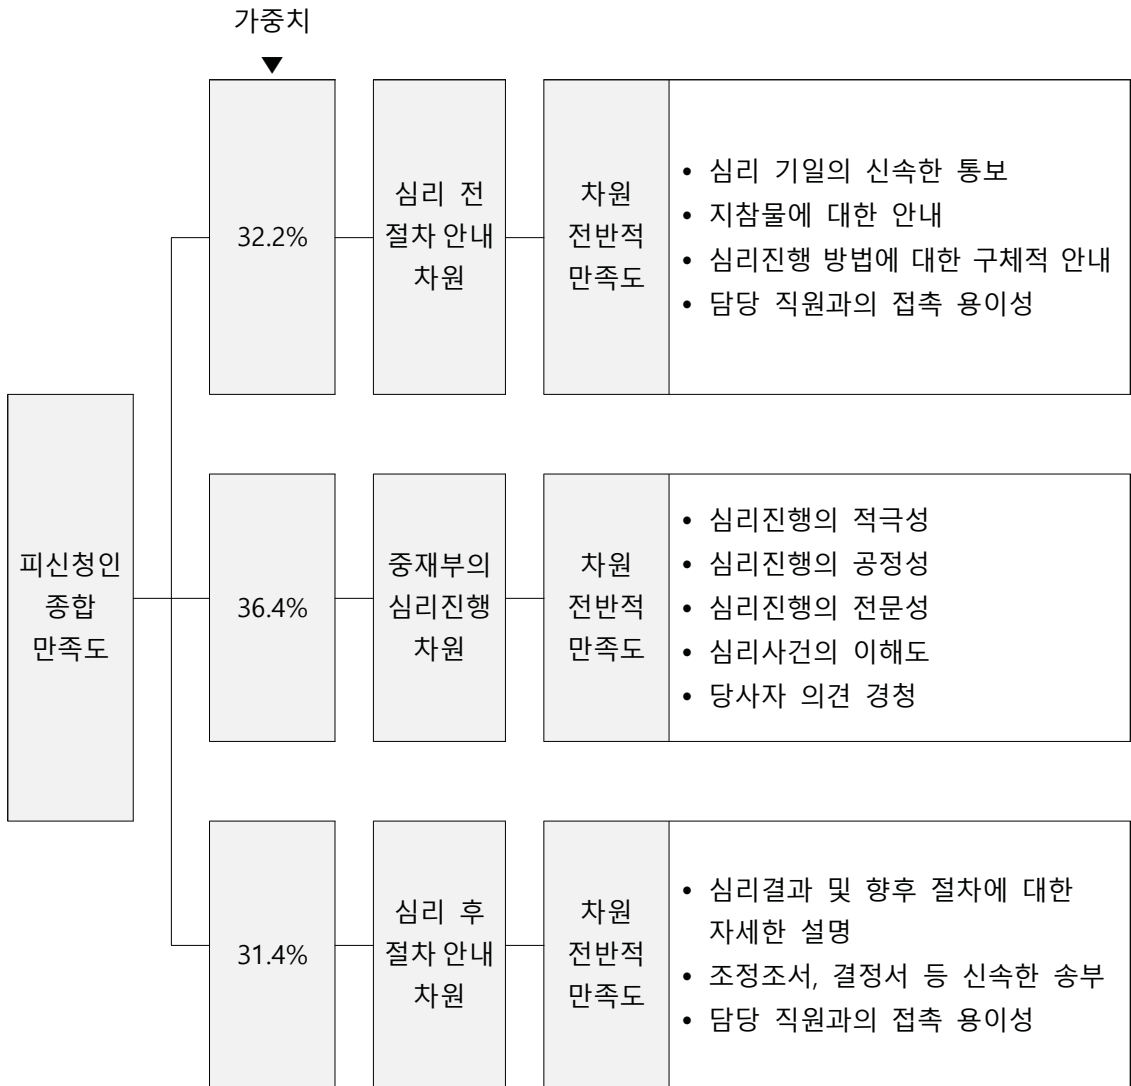 가중치
▼
32.2%
심리 전
절차 안내
차원
차원
전반적
만족도
• 심리 기일의 신속한 통보
• 지참물에 대한 안내
• 심리진행 방법에 대한 구체적 안내
• 담당 직원과의 접촉 용이성
피신청인
종합
만족도
36.4%
중재부의
심리진행
차원
차원
전반적
만족도
• 심리진행의 적극성
• 심리진행의 공정성
• 심리진행의 전문성
• 심리사건의 이해도
• 당사자 의견 경청
31.4%
심리 후
절차 안내
차원
차원
전반적
만족도
• 심리결과 및 향후 절차에 대한
자세한 설명
• 조정조서, 결정서 등 신속한 송부
• 담당 직원과의 접촉 용이성